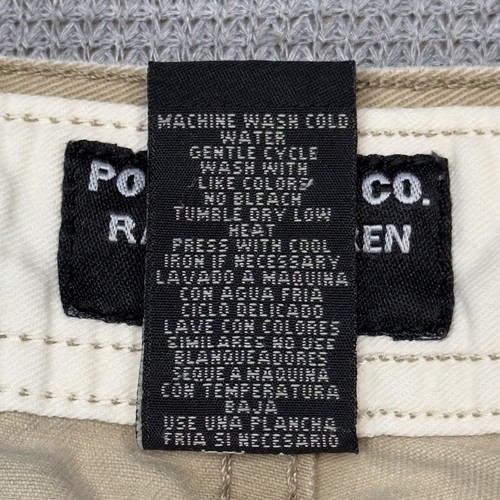 MACHINE WASH COLD
WATER
GENTLE CYCLE
WASH WITH
LIKE COLORS
NO BLEACH
TUMBLE DRY LOW
HEAT
PRESS WITH COOL
IRON IF NECESSARY
LAVADO A MAQUINA
CON AGUA FRIA
CICLO DELICADO
LAVE CON COLORES
SIMILARES NO USE
BLANQUEADORES
SEQUE A MAQUINA
CON TEMPERATURA
BAJA
USE UNA PLANCHA
FRIA SI NECESARIO
PO CO.
RA EN